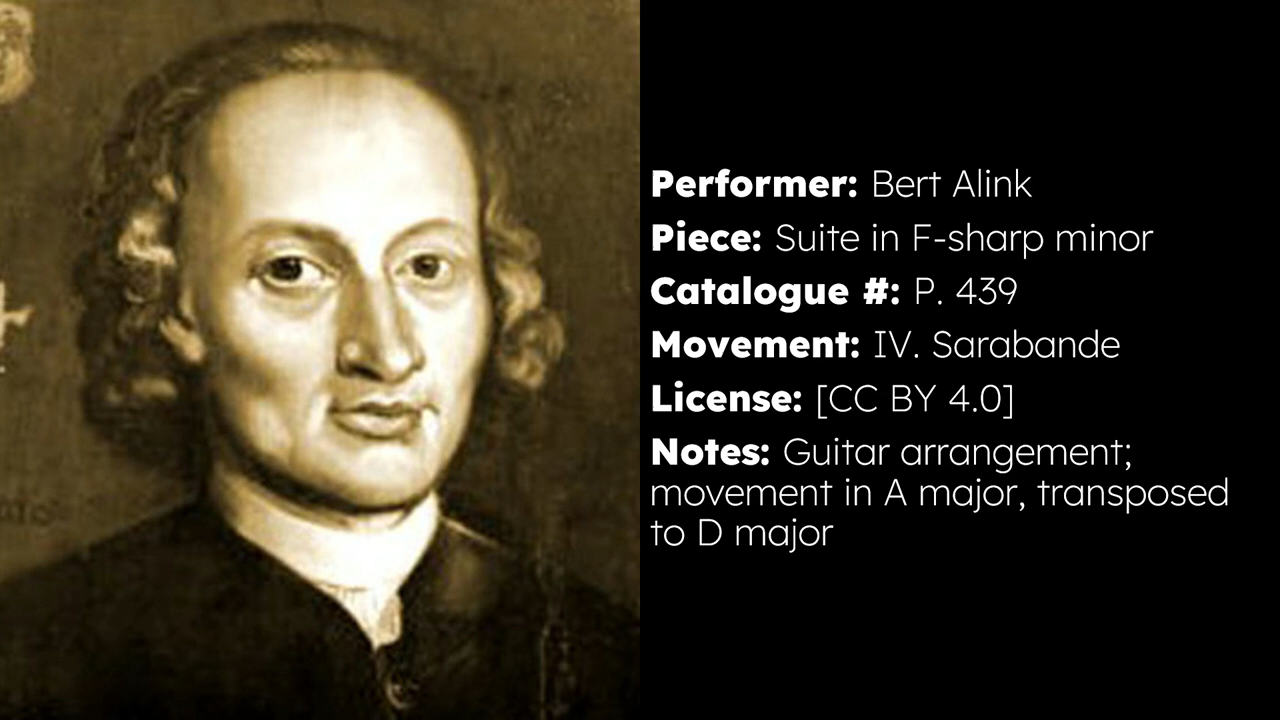 Performer: Bert Alink
Piece: Suite in F-sharp minor
Catalogue #: P. 439
Movement: IV. Sarabande
License: [CC BY 4.0]
Notes: Guitar arrangement;
movement in A major, transposed
to D major